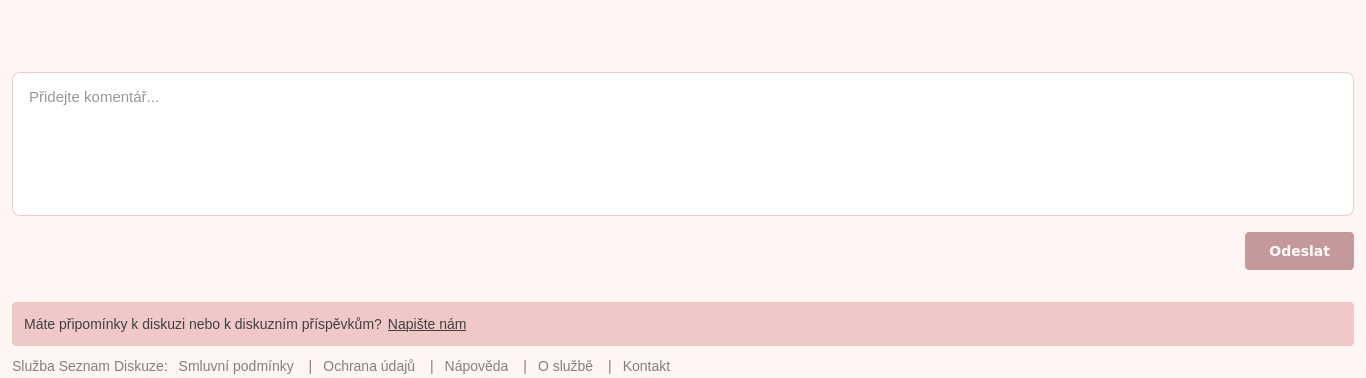 Přidejte komentář...
Odeslat
Máte připomínky k diskuzi nebo k diskuzním příspěvkům? Napište nám
Služba Seznam Diskuze: Smluvní podmínky | Ochrana údajů | Nápověda | O službě | Kontakt